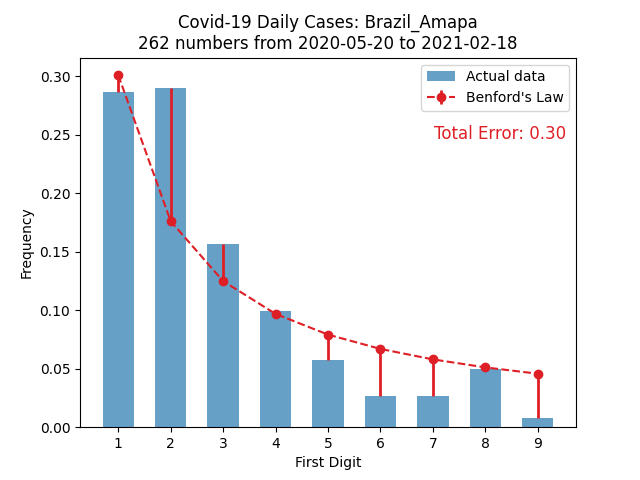 Covid-19 Daily Cases: Brazil_Amapa
262 numbers from 2020-05-20 to 2021-02-18
Actual data
Benford's Law
Total Error: 0.30
Frequency
0.30
0.25
0.20
0.15
0.10
0.05
0.00
1 2 3 4 5 6 7 8 9
First Digit